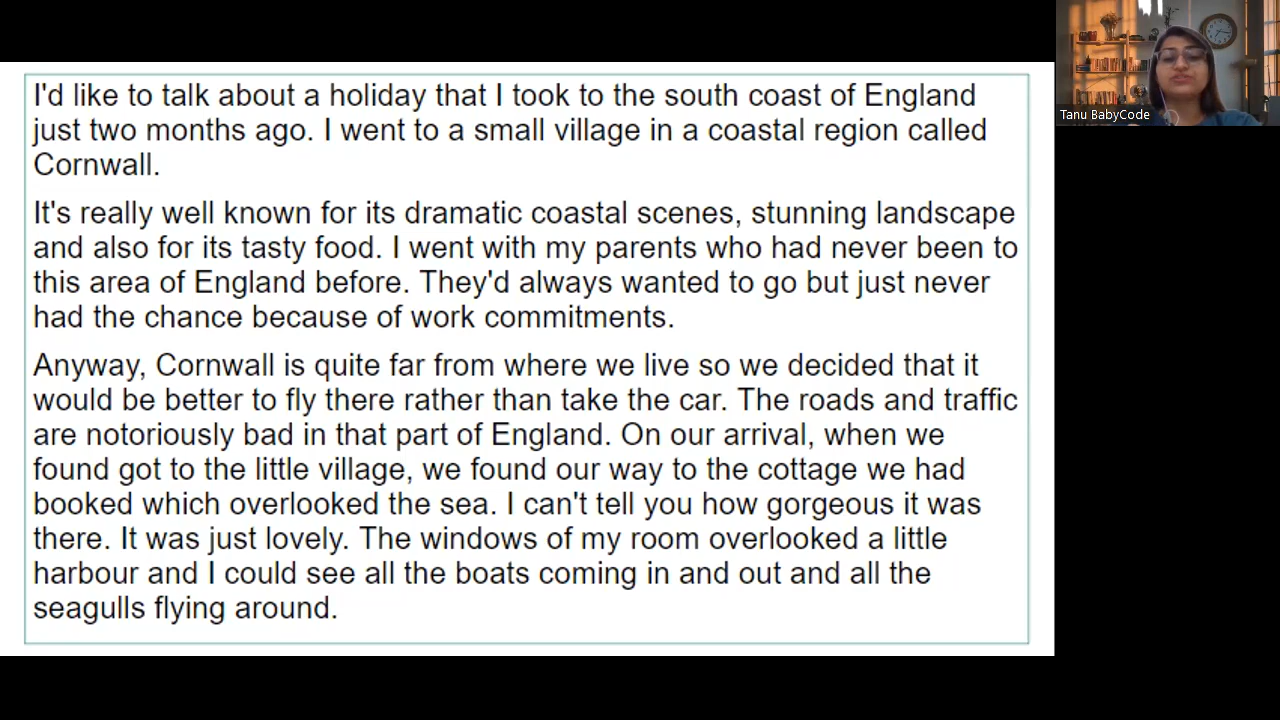 I'd like to talk about a holiday that I took to the south coast of England
just two months ago. I went to a small village in a coastal region called
Cornwall.
It's really well known for its dramatic coastal scenes, stunning landscape
and also for its tasty food. I went with my parents who had never been to
this area of England before. They'd always wanted to go but just never
had the chance because of work commitments.
Anyway, Cornwall is quite far from where we live so we decided that it
would be better to fly there rather than take the car. The roads and traffic
are notoriously bad in that part of England. On our arrival, when we
found got to the little village, we found our way to the cottage we had
booked which overlooked the sea. I can't tell you how gorgeous it was
there. It was just lovely. The windows of my room overlooked a little
harbour and I could see all the boats coming in and out and all the
seagulls flying around.
Tanu BabyCode